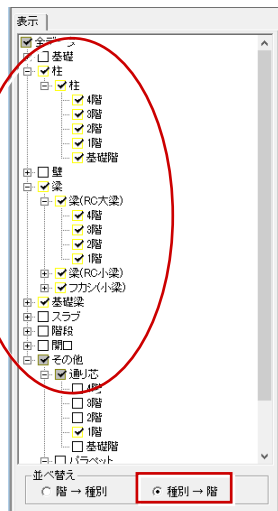 表示
全データ
基礎
柱
柱
4階
3階
2階
1階
基礎階
壁
梁
梁(RC大梁)
4階
3階
2階
1階
梁(RC小梁)
フカシ(小梁)
基礎梁
スラブ
階段
開口
その他
通り芯
4階
3階
2階
1階
基礎階
パラペット
並べ替え
階 → 種別
種別 → 階